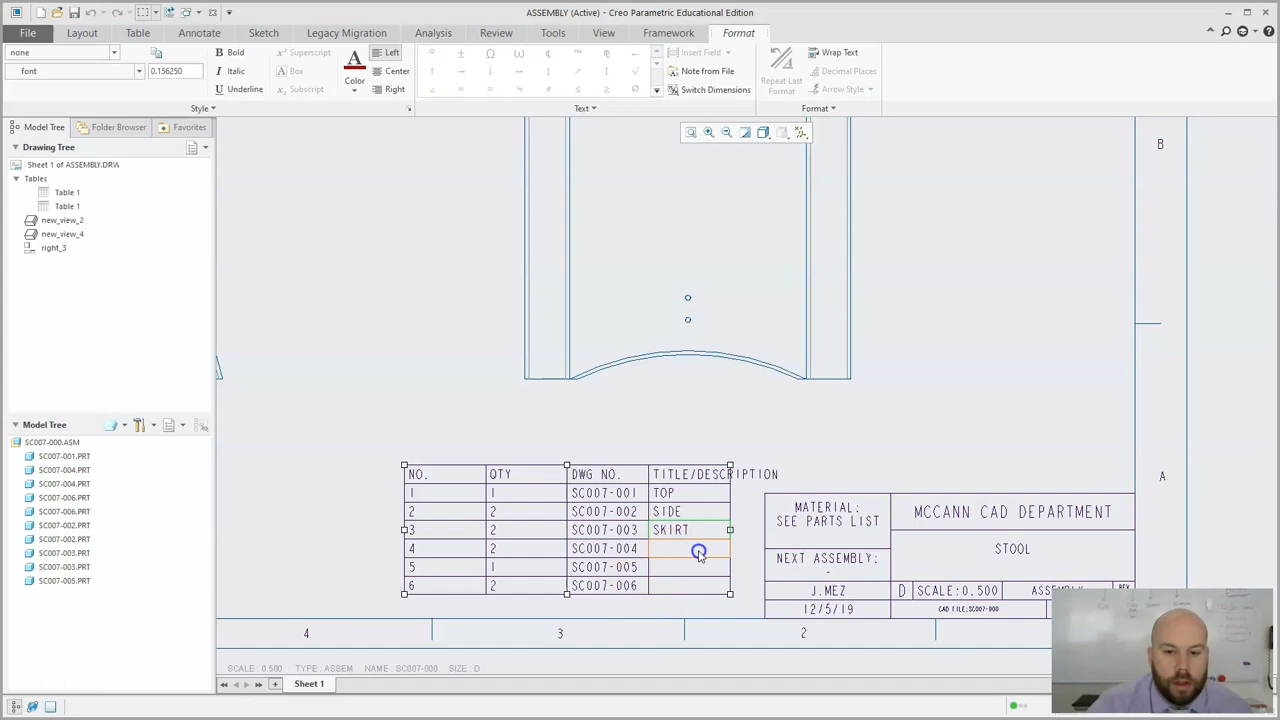 ASSEMBLY (Active) - Creo Parametric Educational Edition
File Layout Table Annotate Sketch Legacy Migration Analysis Review Tools View Framework Format
none
font 0.156250
Bold Italic Underline
Superscript Box Subscript
Color
Left Center Right
Insert Field
Note from File
Switch Dimensions
Repeat Last Format
Wrap Text
Decimal Places
Arrow Style
Style Text Format
Model Tree Folder Browser Favorites
Drawing Tree
Sheet 1 of ASSEMBLY.DRW
Tables
Table 1
Table 1
new_view_2
new_view_4
right_3
Model Tree
SC007-000.ASM
SC007-001.PRT
SC007-004.PRT
SC007-004.PRT
SC007-006.PRT
SC007-006.PRT
SC007-002.PRT
SC007-002.PRT
SC007-003.PRT
SC007-003.PRT
SC007-005.PRT
B
A
NO. QTY DWG NO. TITLE/DESCRIPTION
1 1 SC007-001 TOP
2 2 SC007-002 SIDE
3 2 SC007-003 SKIRT
4 2 SC007-004
5 1 SC007-005
6 2 SC007-006
MATERIAL:
SEE PARTS LIST
NEXT ASSEMBLY:
-
J.MEZ
12/5/19
MCCANN CAD DEPARTMENT
STOOL
D SCALE:0.500
CAD FILE:SC007-000
REV
4 3 2
SCALE : 0.500 TYPE : ASSEM NAME : SC007-000 SIZE : D
Sheet 1